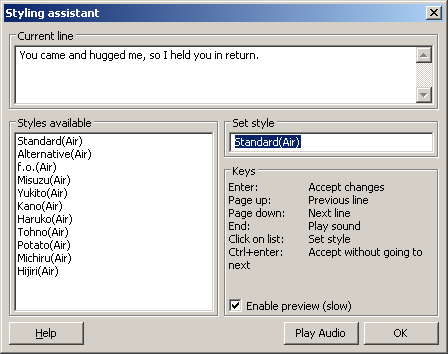 Styling assistant
Current line
You came and hugged me, so I held you in return.
Styles available
Standard(Air)
Alternative(Air)
f.o.(Air)
Misuzu(Air)
Yukito(Air)
Kano(Air)
Haruko(Air)
Tohno(Air)
Potato(Air)
Michiru(Air)
Hijiri(Air)
Set style
Standard(Air)
Keys
Enter: Accept changes
Page up: Previous line
Page down: Next line
End: Play sound
Click on list: Set style
Ctrl+enter: Accept without going to
next
Enable preview (slow)
Help
Play Audio
OK